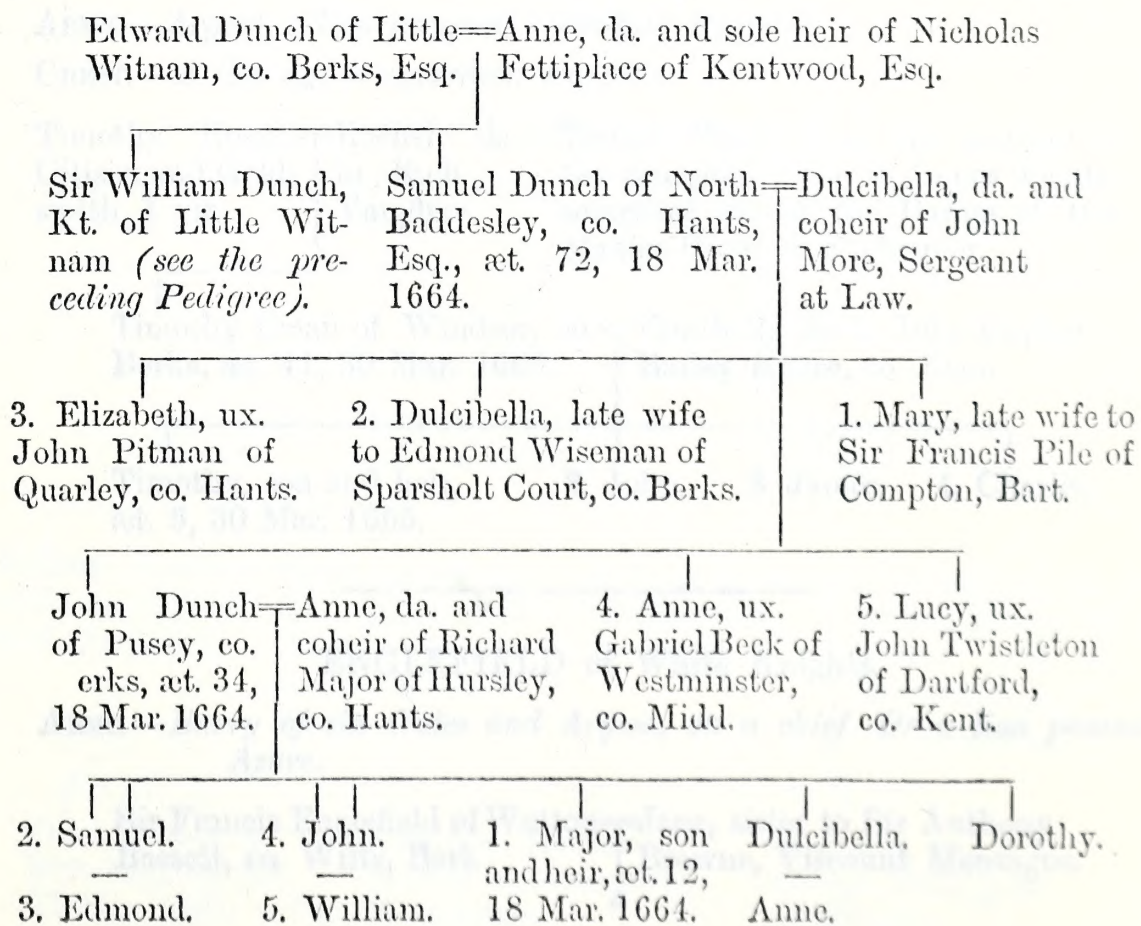 Edward Dunch of Little=Anne, da. and sole heir of Nicholas
Witnam, co. Berks, Esq. Fettiplace of Kentwood, Esq.
Sir William Dunch,
Kt. of Little Wit-
nam (see the pre-
ceding Pedigree).
Samuel Dunch of North=
Baddesley, co. Hants,
Esq., æt. 72, 18 Mar.
1664.
Dulcibella, da. and
coheir of John
More, Sergeant
at Law.
3. Elizabeth, ux.
John Pitman of
Quarley, co. Hants.
2. Dulcibella, late wife
to Edmond Wiseman of
Sparsholt Court, co. Berks.
1. Mary, late wife to
Sir Francis Pile of
Compton, Bart.
John Dunch=
of Pusey, co.
erks, æt. 34,
18 Mar. 1664.
Anne, da. and
coheir of Richard
Major of Hursley,
co. Hants.
4. Anne, ux.
Gabriel Beck of
Westminster,
co. Midd.
5. Lucy, ux.
John Twistleton
of Dartford,
co. Kent.
2. Samuel.
—
3. Edmond.
4. John.
—
5. William.
1. Major, son
and heir, æt. 12,
18 Mar. 1664.
Dulcibella.
—
Anne.
Dorothy.